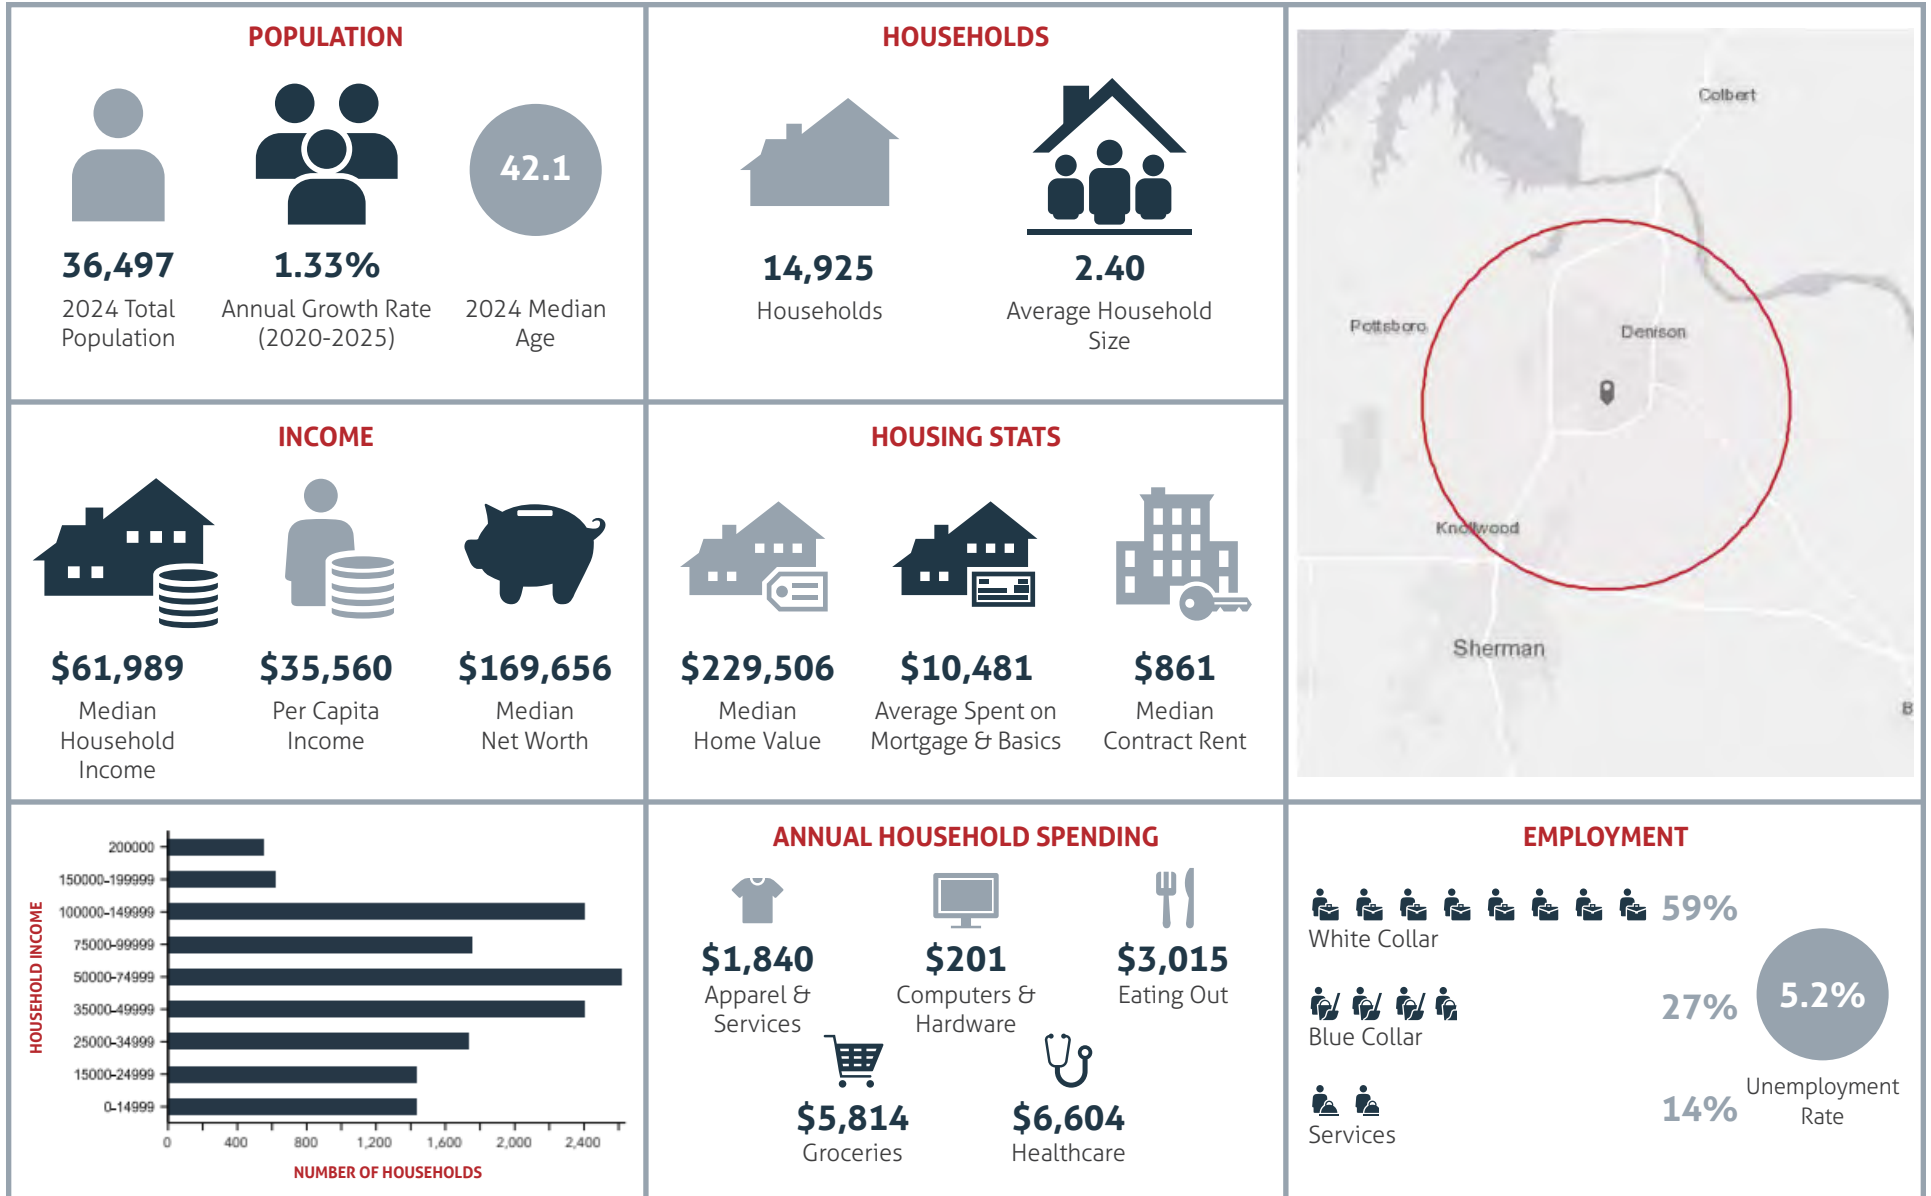 POPULATION
42.1
36,497
1.33%
2024 Total
Population
Annual Growth Rate
(2020-2025)
2024 Median
Age
HOUSEHOLDS
14,925
2.40
Households
Average Household
Size
Colbert
Pottsboro
Denison
Knollwood
Sherman
B
INCOME
$61,989
$35,560
$169,656
Median
Household
Income
Per Capita
Income
Median
Net Worth
HOUSING STATS
$229,506
$10,481
$861
Median
Home Value
Average Spent on
Mortgage & Basics
Median
Contract Rent
HOUSEHOLD INCOME
200000
150000-199999
100000-149999
75000-99999
50000-74999
35000-49999
25000-34999
15000-24999
0-14999
0 400 800 1,200 1,600 2,000 2,400
NUMBER OF HOUSEHOLDS
ANNUAL HOUSEHOLD SPENDING
$1,840
$201
$3,015
Apparel &
Services
Computers &
Hardware
Eating Out
$5,814
$6,604
Groceries
Healthcare
EMPLOYMENT
59%
White Collar
27%
Blue Collar
14%
Services
5.2%
Unemployment
Rate